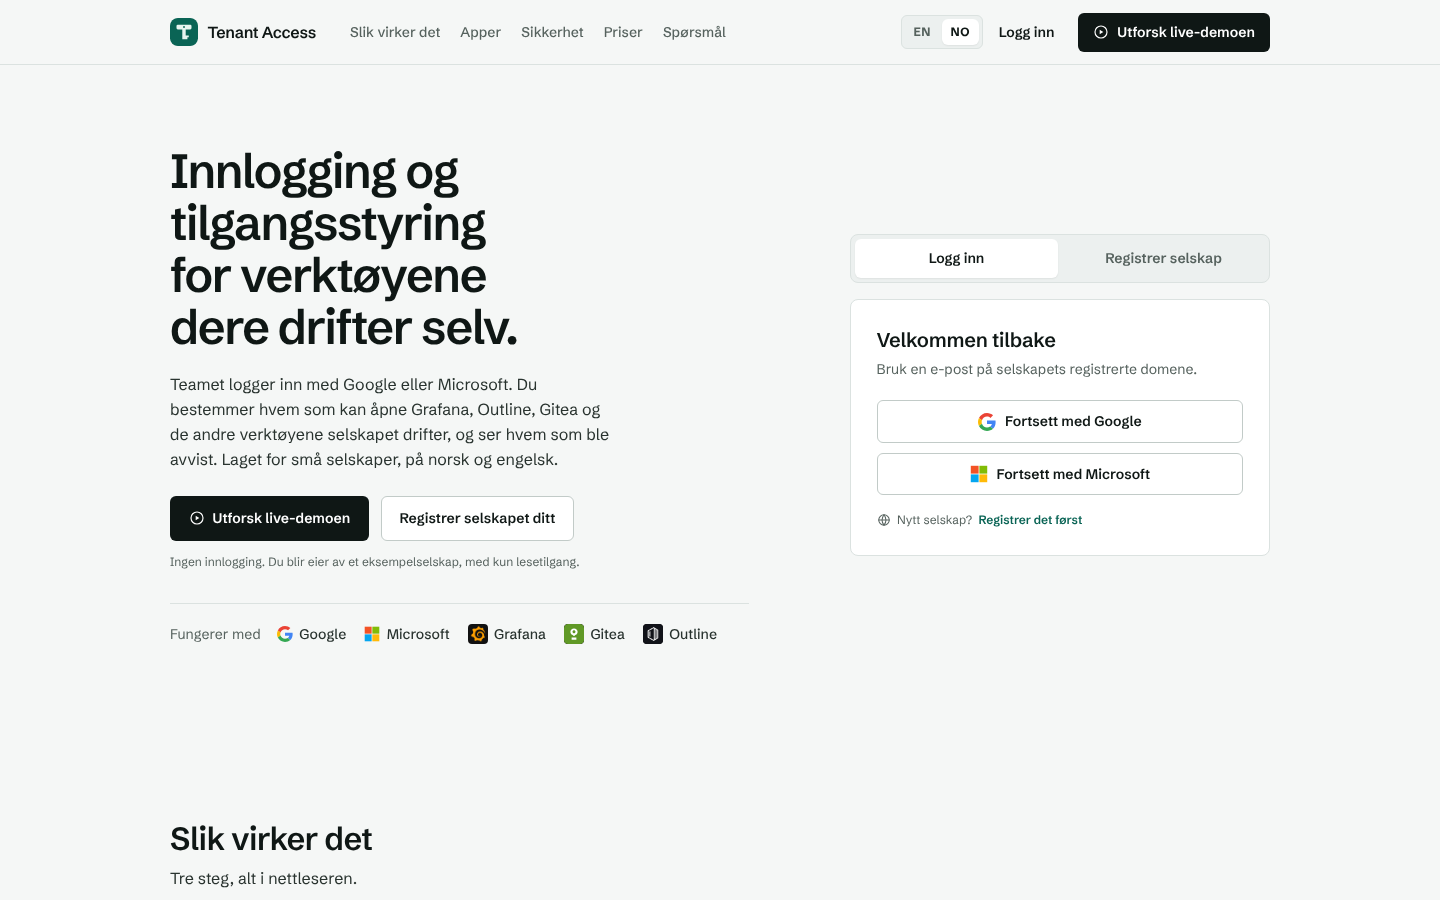 Tenant Access
Slik virker det
Apper
Sikkerhet
Priser
Spørsmål
EN
NO
Logg inn
Utforsk live-demoen
Innlogging og
tilgangsstyring
for verktøyene
dere drifter selv.
Teamet logger inn med Google eller Microsoft. Du
bestemmer hvem som kan åpne Grafana, Outline, Gitea og
de andre verktøyene selskapet drifter, og ser hvem som ble
avvist. Laget for små selskaper, på norsk og engelsk.
Utforsk live-demoen
Registrer selskapet ditt
Ingen innlogging. Du blir eier av et eksempelselskap, med kun lesetilgang.
Fungerer med
Google
Microsoft
Grafana
Gitea
Outline
Logg inn
Registrer selskap
Velkommen tilbake
Bruk en e-post på selskapets registrerte domene.
Fortsett med Google
Fortsett med Microsoft
Nytt selskap? Registrer det først
Slik virker det
Tre steg, alt i nettleseren.